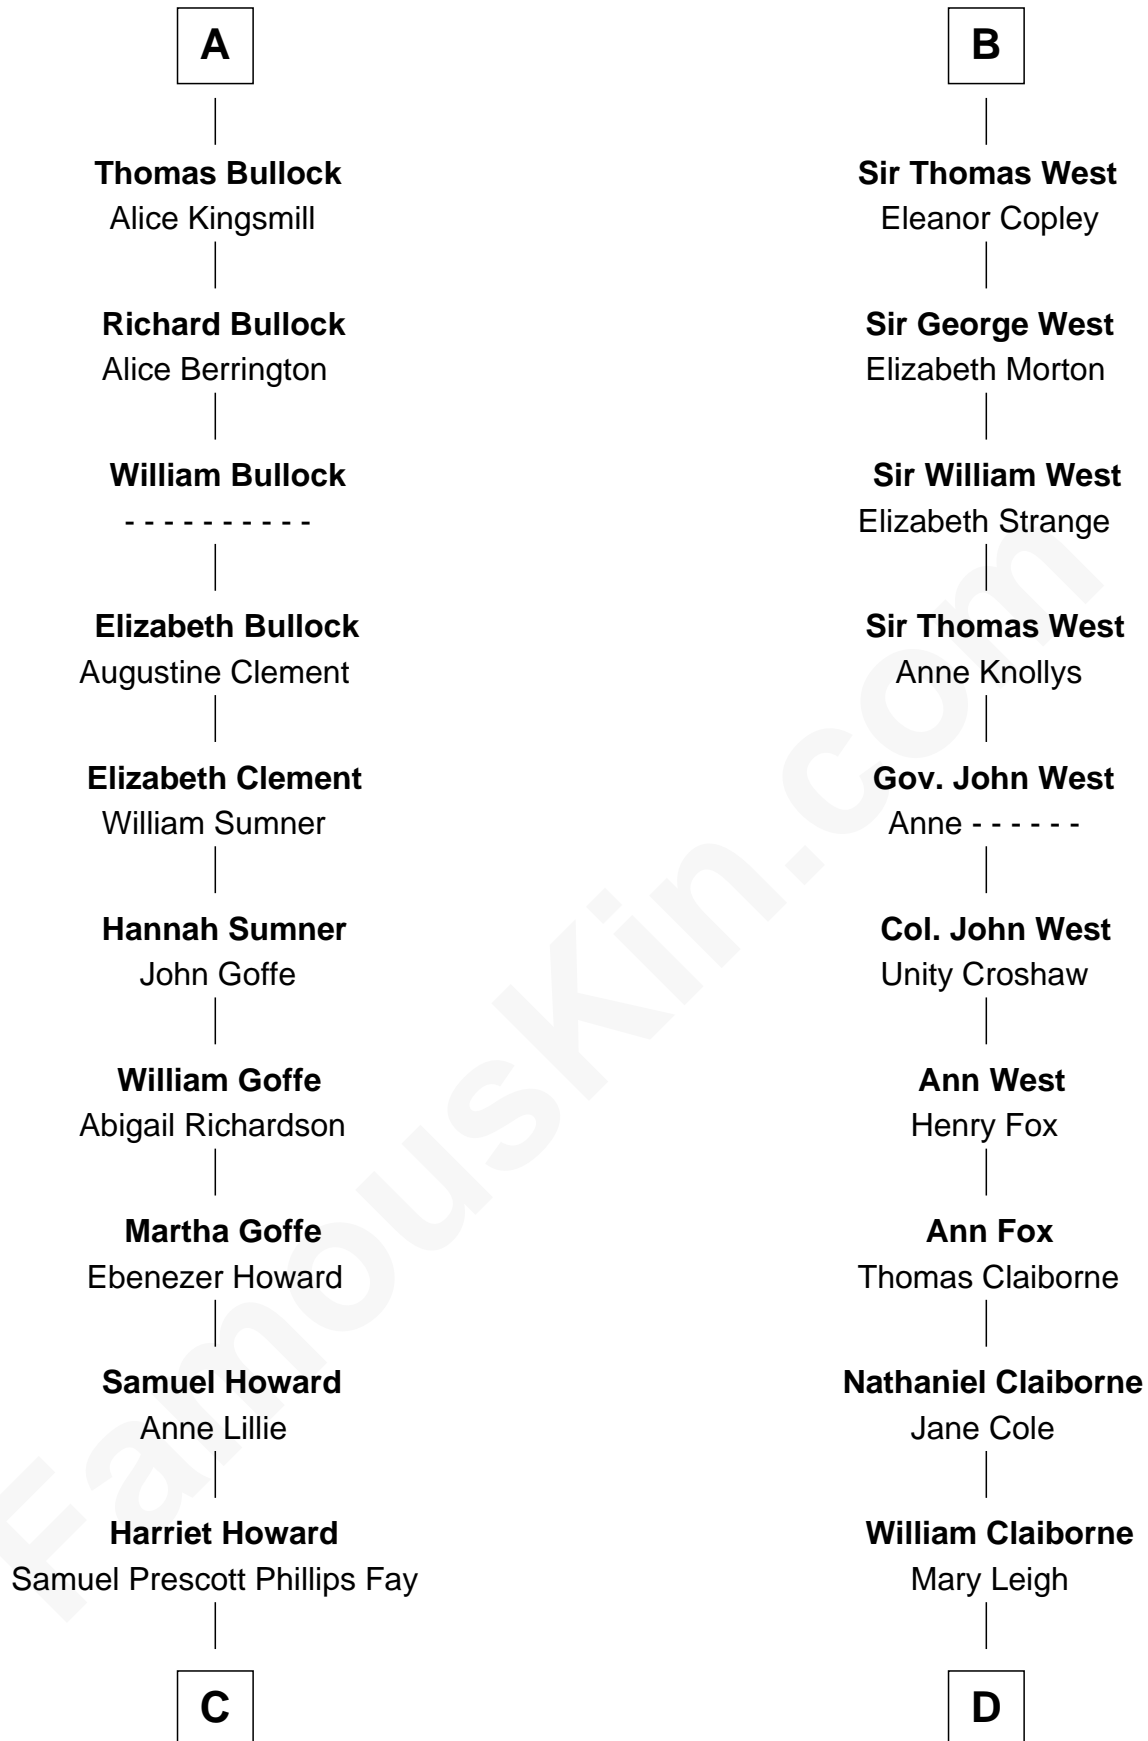 A
Thomas Bullock
Alice Kingsmill
Richard Bullock
Alice Berrington
William Bullock
- - - - - - - - - -
Elizabeth Bullock
Augustine Clement
Elizabeth Clement
William Sumner
Hannah Sumner
John Goffe
William Goffe
Abigail Richardson
Martha Goffe
Ebenezer Howard
Samuel Howard
Anne Lillie
Harriet Howard
Samuel Prescott Phillips Fay
C
B
Sir Thomas West
Eleanor Copley
Sir George West
Elizabeth Morton
Sir William West
Elizabeth Strange
Sir Thomas West
Anne Knollys
Gov. John West
Anne - - - - - -
Col. John West
Unity Croshaw
Ann West
Henry Fox
Ann Fox
Thomas Claiborne
Nathaniel Claiborne
Jane Cole
William Claiborne
Mary Leigh
D
FamousKin.com